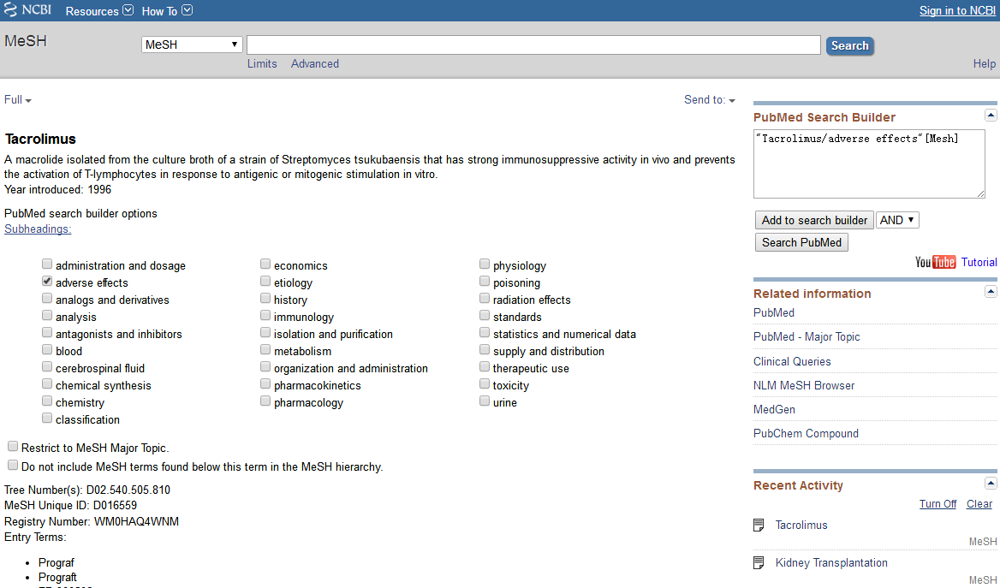 NCBI Resources How To Sign in to NCBI
MeSH MeSH Search
Limits Advanced Help
Full Send to:
Tacrolimus
A macrolide isolated from the culture broth of a strain of Streptomyces tsukubaensis that has strong immunosuppressive activity in vivo and prevents
the activation of T-lymphocytes in response to antigenic or mitogenic stimulation in vitro.
Year introduced: 1996
PubMed search builder options
Subheadings:
administration and dosage economics physiology
adverse effects etiology poisoning
analogs and derivatives history radiation effects
analysis immunology standards
antagonists and inhibitors isolation and purification statistics and numerical data
blood metabolism supply and distribution
cerebrospinal fluid organization and administration therapeutic use
chemical synthesis pharmacokinetics toxicity
chemistry pharmacology urine
classification
Restrict to MeSH Major Topic.
Do not include MeSH terms found below this term in the MeSH hierarchy.
Tree Number(s): D02.540.505.810
MeSH Unique ID: D016559
Registry Number: WM0HAQ4WNM
Entry Terms:
• Prograf
• Prograft
PubMed Search Builder
"Tacrolimus/adverse effects"[Mesh]
Add to search builder AND
Search PubMed
YouTube Tutorial
Related information
PubMed
PubMed - Major Topic
Clinical Queries
NLM MeSH Browser
MedGen
PubChem Compound
Recent Activity
Turn Off Clear
Tacrolimus
MeSH
Kidney Transplantation
MeSH